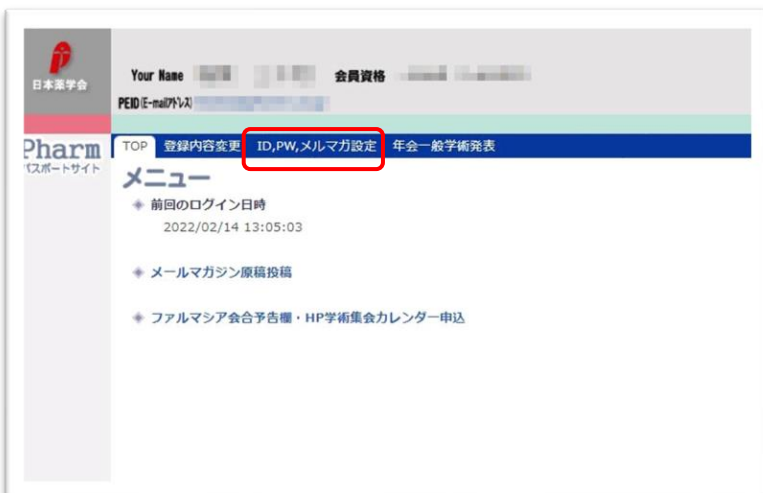 日本薬学会
Your Name 会員資格
PEID(E-mailアドレス)
Pharm
パスポートサイト
TOP 登録内容変更 ID,PW,メルマガ設定 年会一般学術発表
メニュー
前回のログイン日時
2022/02/14 13:05:03
メールマガジン原稿投稿
ファルマシア会合予告欄・HP学術集会カレンダー申込